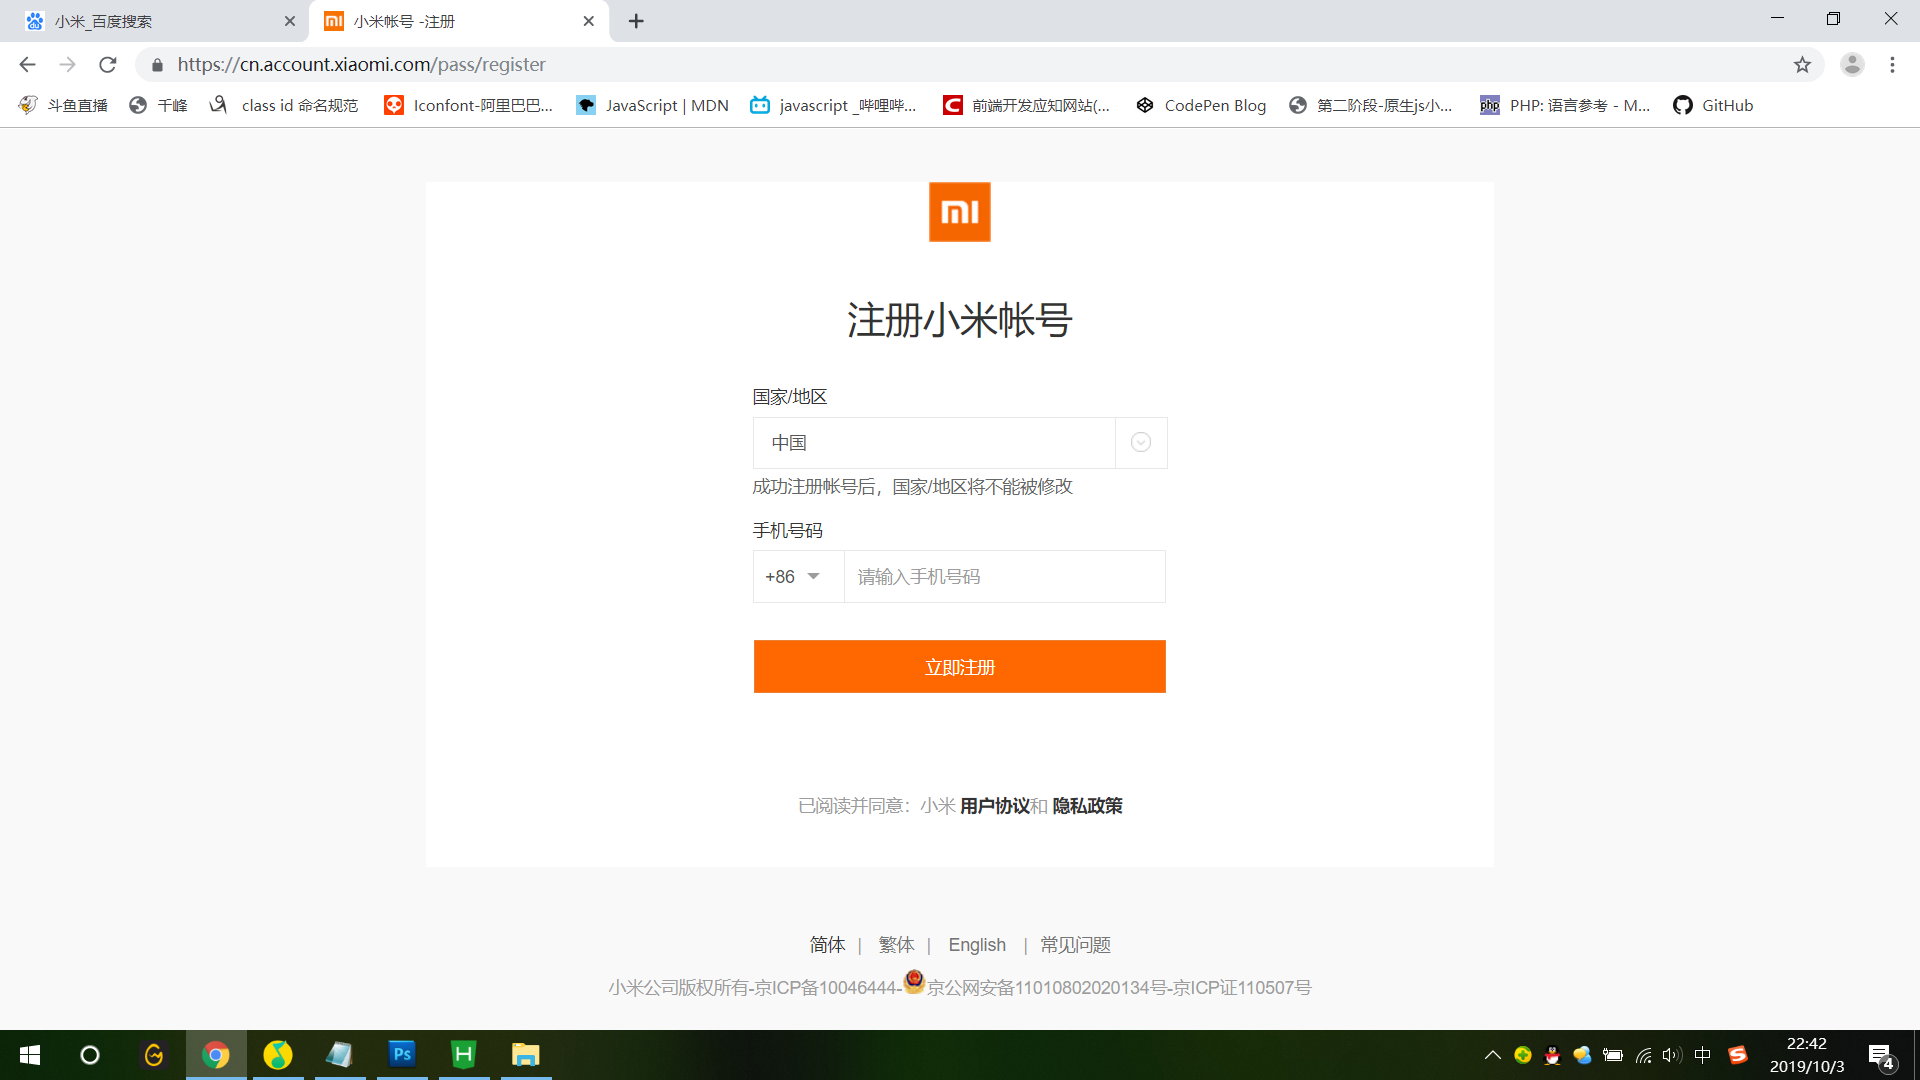 小米_百度搜索
小米帐号 -注册
https://cn.account.xiaomi.com/pass/register
斗鱼直播
千峰
class id 命名规范
Iconfont-阿里巴巴...
JavaScript | MDN
javascript _哔哩哔...
前端开发应知网站(...
CodePen Blog
第二阶段-原生js小...
php
PHP: 语言参考 - M...
GitHub
mi
注册小米帐号
国家/地区
中国
成功注册帐号后，国家/地区将不能被修改
手机号码
+86
请输入手机号码
立即注册
已阅读并同意：小米 用户协议和 隐私政策
简体 | 繁体 | English | 常见问题
小米公司版权所有-京ICP备10046444-京公网安备11010802020134号-京ICP证110507号
Ps
H
中
22:42
2019/10/3
4